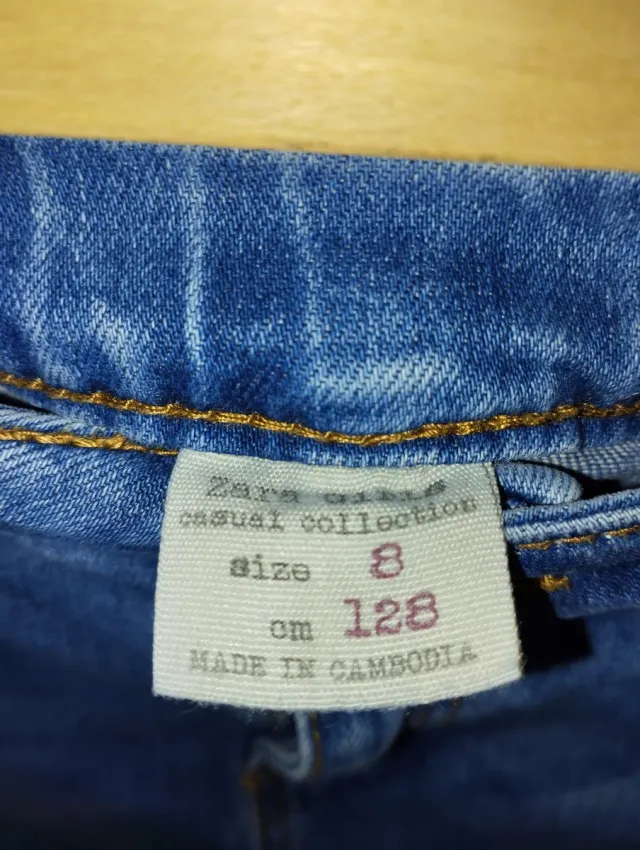 Zara Girls
casual collection
size 8
cm 128
MADE IN CAMBODIA